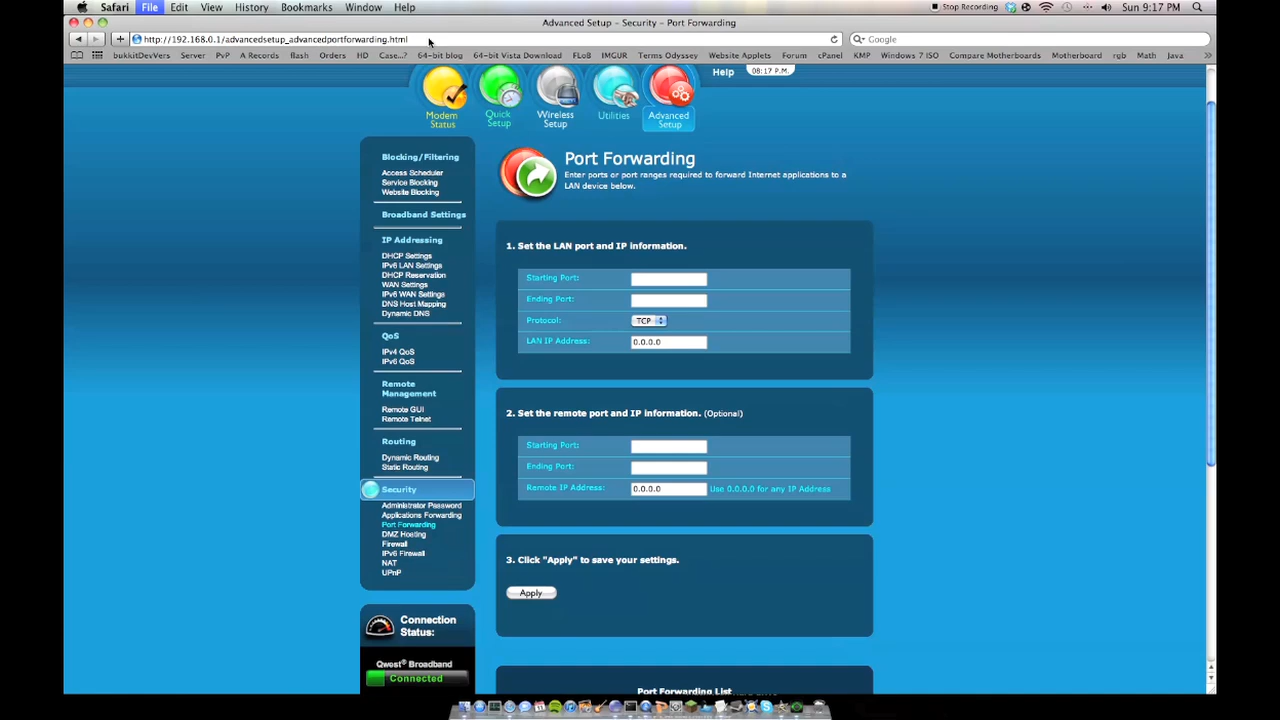 Safari File Edit View History Bookmarks Window Help Stop Recording Sun 9:17 PM
Advanced Setup - Security - Port Forwarding
http://192.168.0.1/advancedsetup_advancedportforwarding.html Google
bukkitDevers Server PvP A Records Bash Orders HD Case...? 64-bit blog 64-bit Vista Download FLoB IMGUR Terms Odyssey Website Applets Forum cPanel KMP Windows 7 ISO Compare Motherboards Motherboard rgb Math Java
Help 08:17 P.M.
Modem Status
Quick Setup
Wireless Setup
Utilities
Advanced Setup
Blocking/Filtering
Access Scheduler
Service Blocking
Website Blocking
Broadband Settings
IP Addressing
DHCP Settings
IPv6 LAN Settings
DHCP Reservation
WAN Settings
IPv6 WAN Settings
DNS Host Mapping
Dynamic DNS
QoS
IPv4 QoS
IPv6 QoS
Remote
Management
Remote GUI
Remote Telnet
Routing
Dynamic Routing
Static Routing
Security
Administrator Password
Applications Forwarding
Port Forwarding
DMZ Hosting
Firewall
IPv6 Firewall
NAT
UPnP
Connection
Status:
Qwest® Broadband
Connected
Port Forwarding
Enter ports or port ranges required to forward Internet applications to a
LAN device below.
1. Set the LAN port and IP information.
Starting Port:
Ending Port:
Protocol: TCP
LAN IP Address: 0.0.0.0
2. Set the remote port and IP information. (Optional)
Starting Port:
Ending Port:
Remote IP Address: 0.0.0.0 Use 0.0.0.0 for any IP Address
3. Click "Apply" to save your settings.
Apply
Port Forwarding List